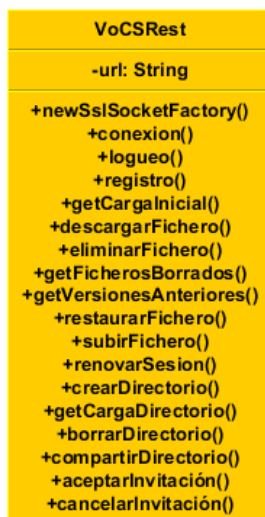 VoCSRest
-url: String
+newSslSocketFactory()
+conexion()
+logueo()
+registro()
+getCargaInicial()
+descargarFichero()
+eliminarFichero()
+getFicherosBorrados()
+getVersionesAnteriores()
+restaurarFichero()
+subirFichero()
+renovarSesion()
+crearDirectorio()
+getCargaDirectorio()
+borrarDirectorio()
+compartirDirectorio()
+aceptarInvitación()
+cancelarInvitación()